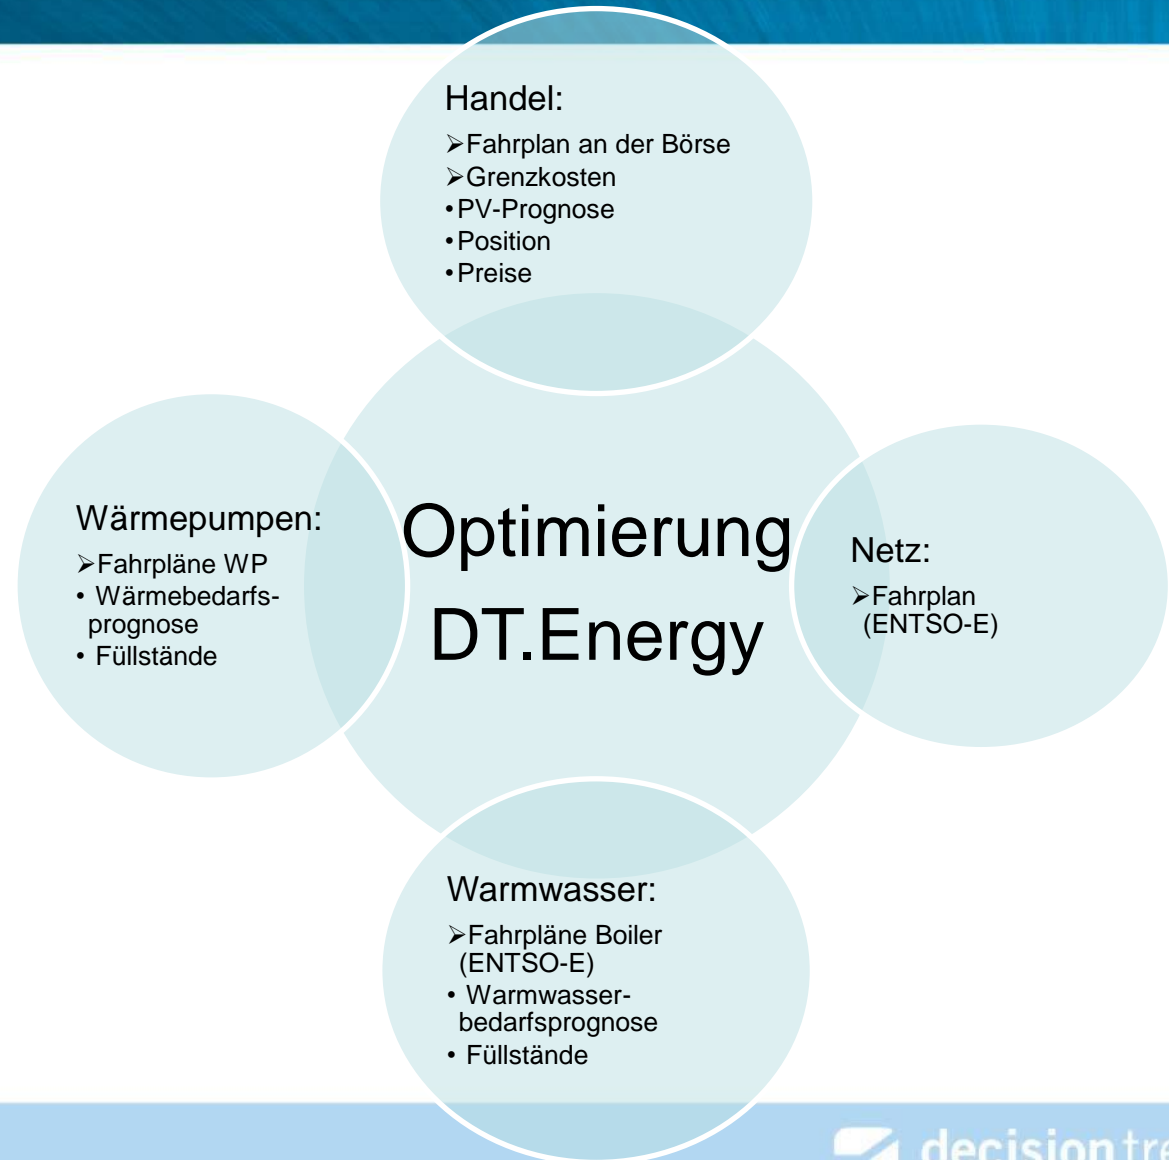 Handel:
➢Fahrplan an der Börse
➢Grenzkosten
•PV-Prognose
•Position
•Preise
Wärmepumpen:
➢Fahrpläne WP
• Wärmebedarfs-
prognose
• Füllstände
Optimierung
DT.Energy
Netz:
➢Fahrplan
(ENTSO-E)
Warmwasser:
➢Fahrpläne Boiler
(ENTSO-E)
• Warmwasser-
bedarfsprognose
• Füllstände
decisiontre